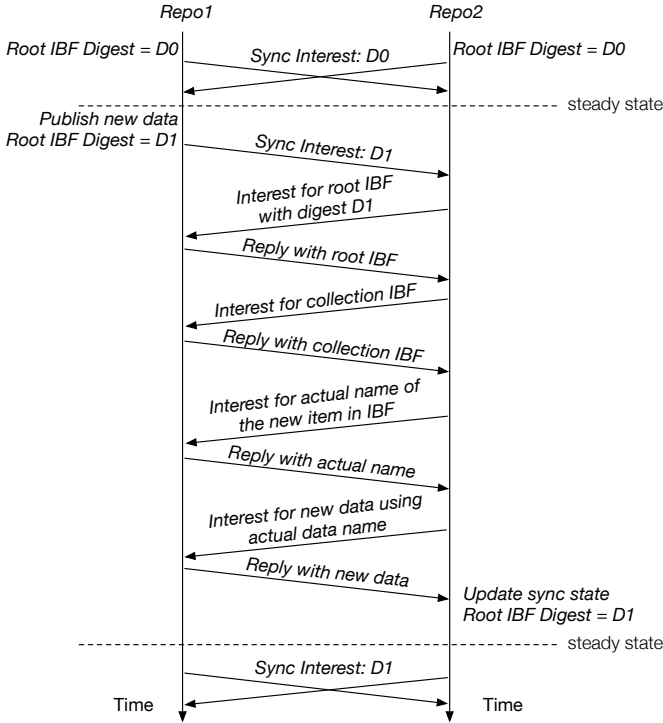 Repo1
Repo2
Root IBF Digest = D0
Sync Interest: D0
Root IBF Digest = D0
steady state
Publish new data
Root IBF Digest = D1
Sync Interest: D1
Interest for root IBF
with digest D1
Reply with root IBF
Interest for collection IBF
Reply with collection IBF
Interest for actual name of
the new item in IBF
Reply with actual name
Interest for new data using
actual data name
Reply with new data
Update sync state
Root IBF Digest = D1
steady state
Sync Interest: D1
Time
Time